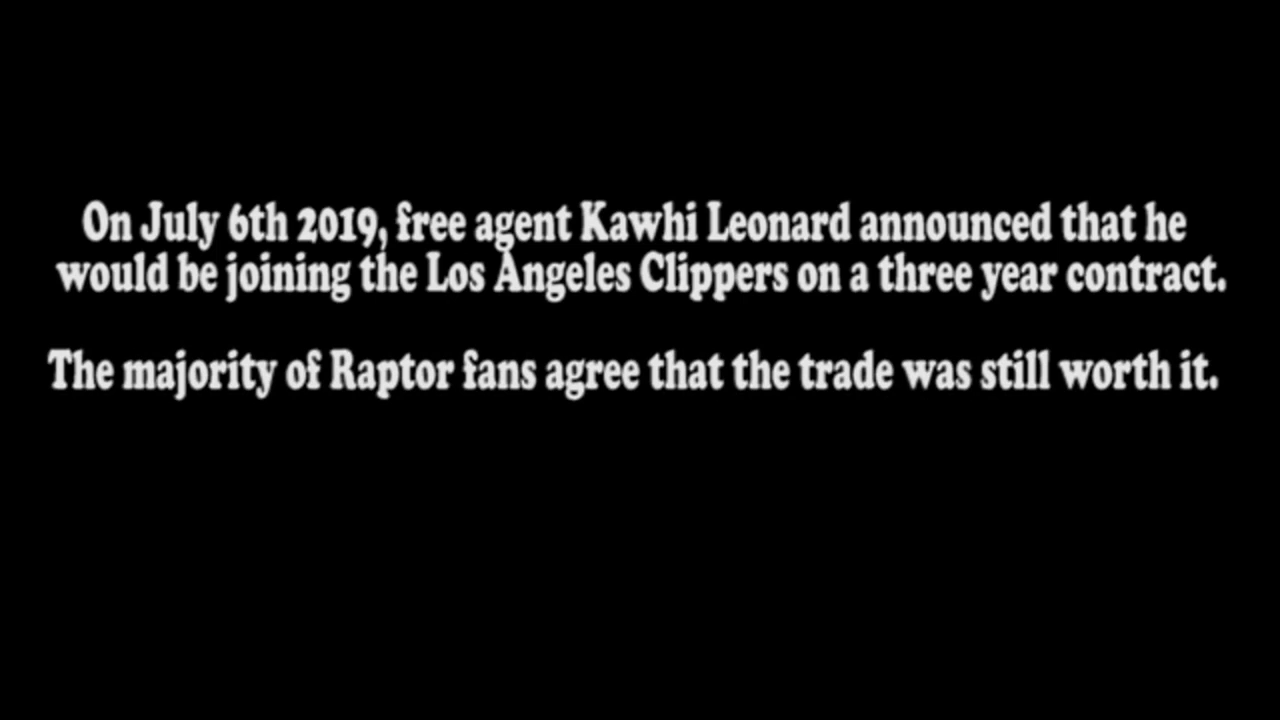 On July 6th 2019, free agent Kawhi Leonard announced that he
would be joining the Los Angeles Clippers on a three year contract.
The majority of Raptor fans agree that the trade was still worth it.